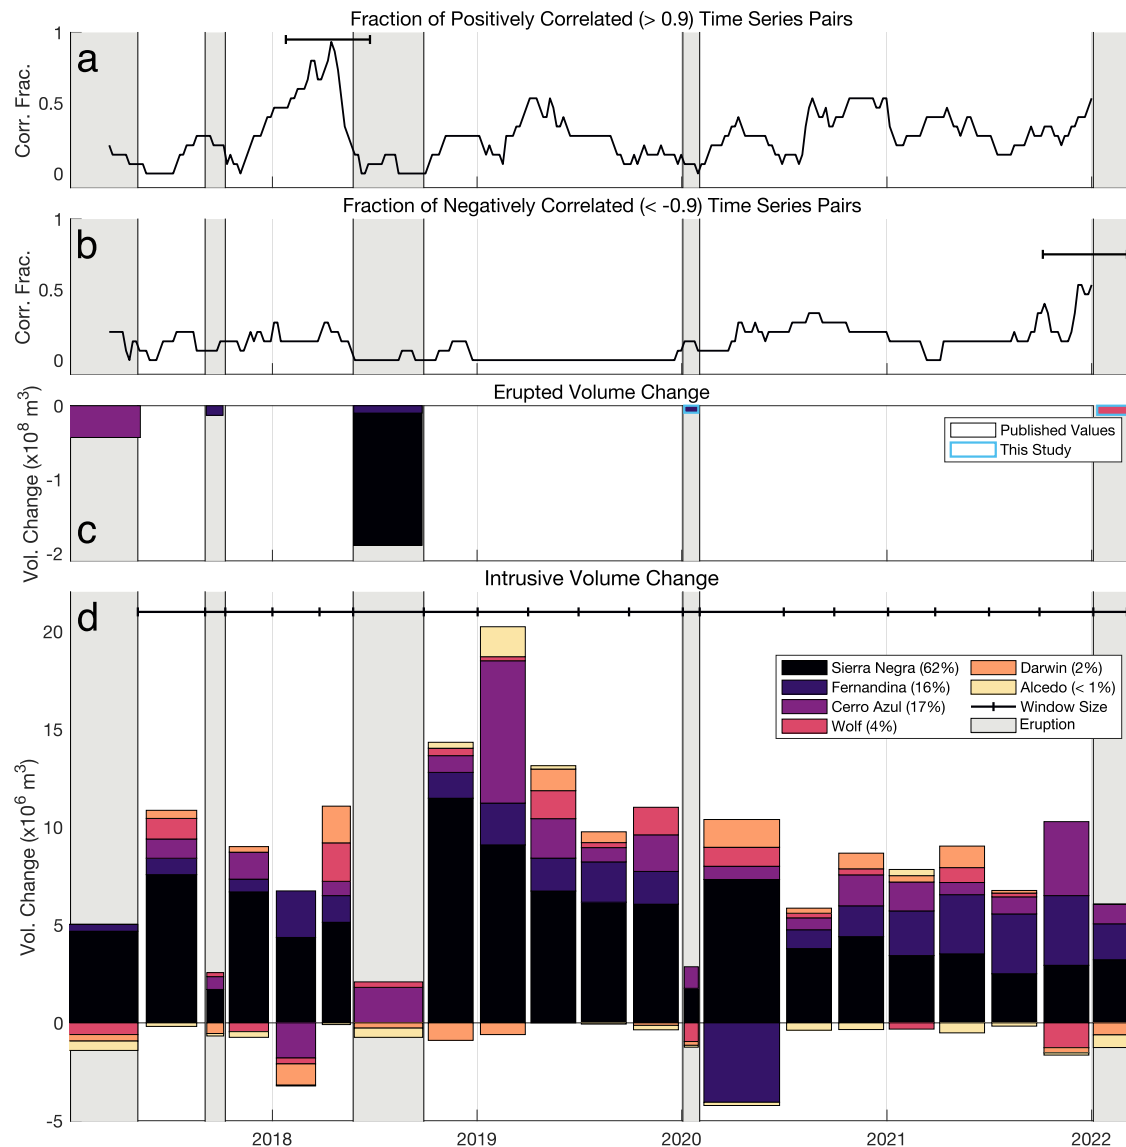 Fraction of Positively Correlated (> 0.9) Time Series Pairs
a
1
0.5
0
Corr. Frac.
Fraction of Negatively Correlated (< -0.9) Time Series Pairs
b
1
0.5
0
Corr. Frac.
Erupted Volume Change
c
0
-1
-2
Vol. Change (x10⁸ m³)
Published Values
This Study
Intrusive Volume Change
d
20
15
10
5
0
-5
Vol. Change (x10⁶ m³)
Sierra Negra (62%)
Fernandina (16%)
Cerro Azul (17%)
Wolf (4%)
Darwin (2%)
Alcedo (< 1%)
Window Size
Eruption
2018 2019 2020 2021 2022